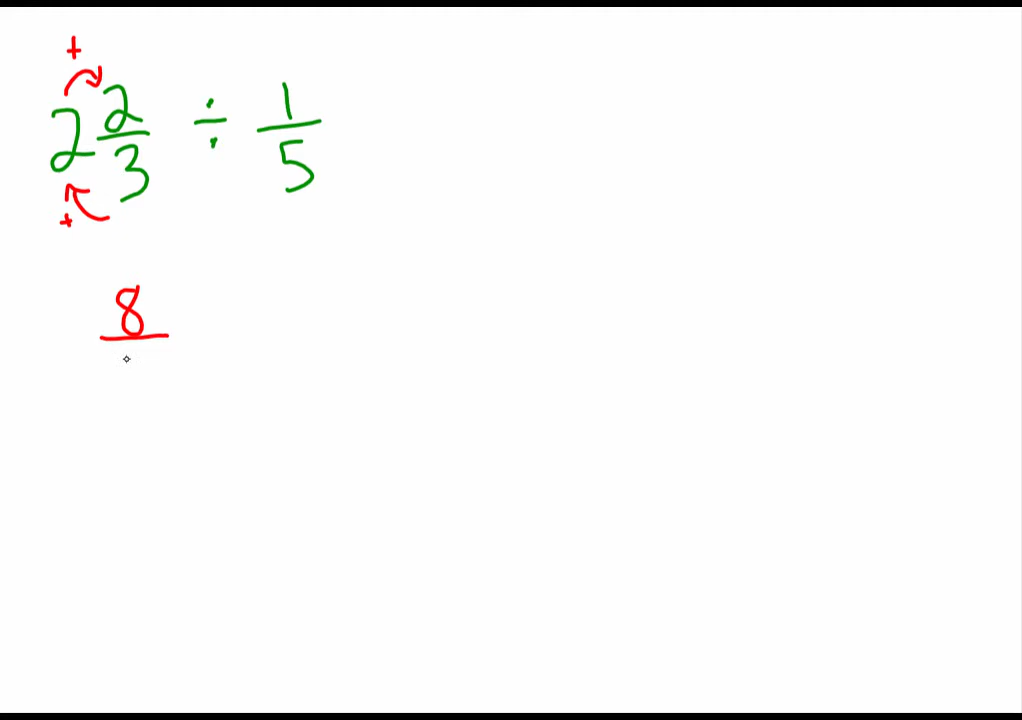 +
2 2/3 ÷ 1/5
+
8